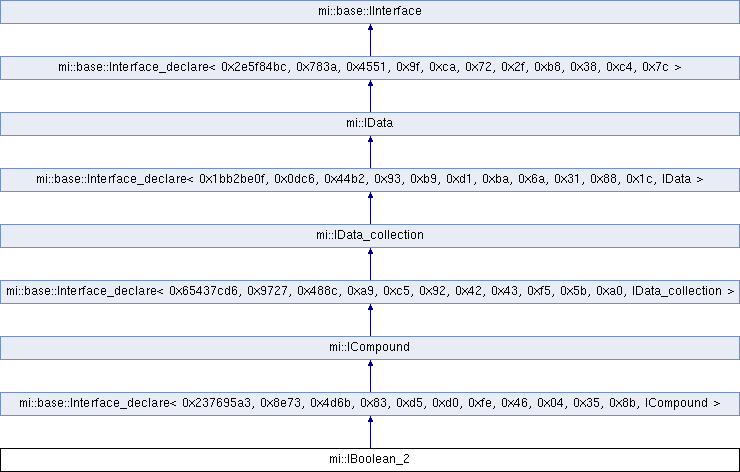 mi::base::IInterface
mi::base::Interface_declare< 0x2e5f84bc, 0x783a, 0x4551, 0x9f, 0xca, 0x72, 0x2f, 0xb8, 0x38, 0xc4, 0x7c >
mi::IData
mi::base::Interface_declare< 0x1bb2be0f, 0x0dc6, 0x44b2, 0x93, 0xb9, 0xd1, 0xba, 0x6a, 0x31, 0x88, 0x1c, IData >
mi::IData_collection
mi::base::Interface_declare< 0x65437cd6, 0x9727, 0x488c, 0xa9, 0xc5, 0x92, 0x42, 0x43, 0xf5, 0x5b, 0xa0, IData_collection >
mi::ICompound
mi::base::Interface_declare< 0x237695a3, 0x8e73, 0x4d6b, 0x83, 0xd5, 0xd0, 0xfe, 0x46, 0x04, 0x35, 0x8b, ICompound >
mi::IBoolean_2